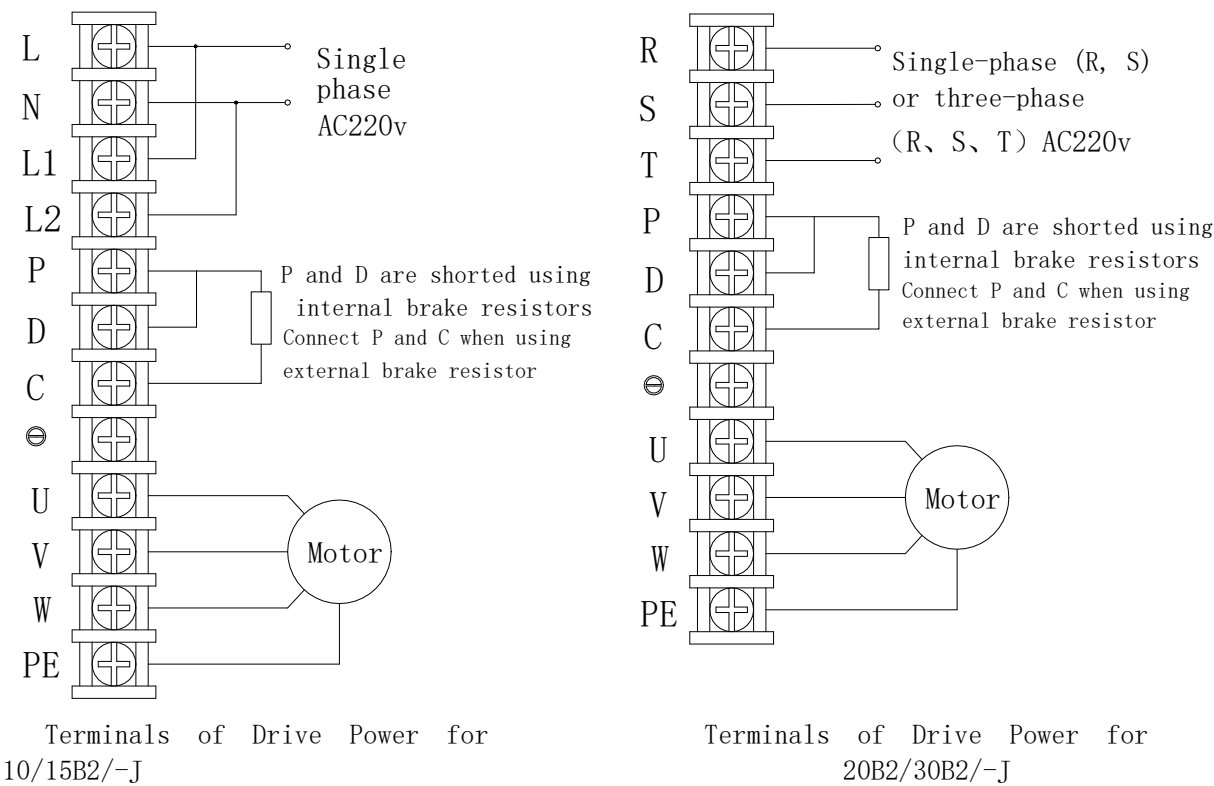 L
N
L1
L2
P
D
C
⊖
U
V
W
PE
Single
phase
AC220v
P and D are shorted using
internal brake resistors
Connect P and C when using
external brake resistor
Motor
Terminals of Drive Power for
10/15B2/-J
R
S
T
P
D
C
⊖
U
V
W
PE
Single-phase (R, S)
or three-phase
(R、S、T) AC220v
P and D are shorted using
internal brake resistors
Connect P and C when using
external brake resistor
Motor
Terminals of Drive Power for
20B2/30B2/-J